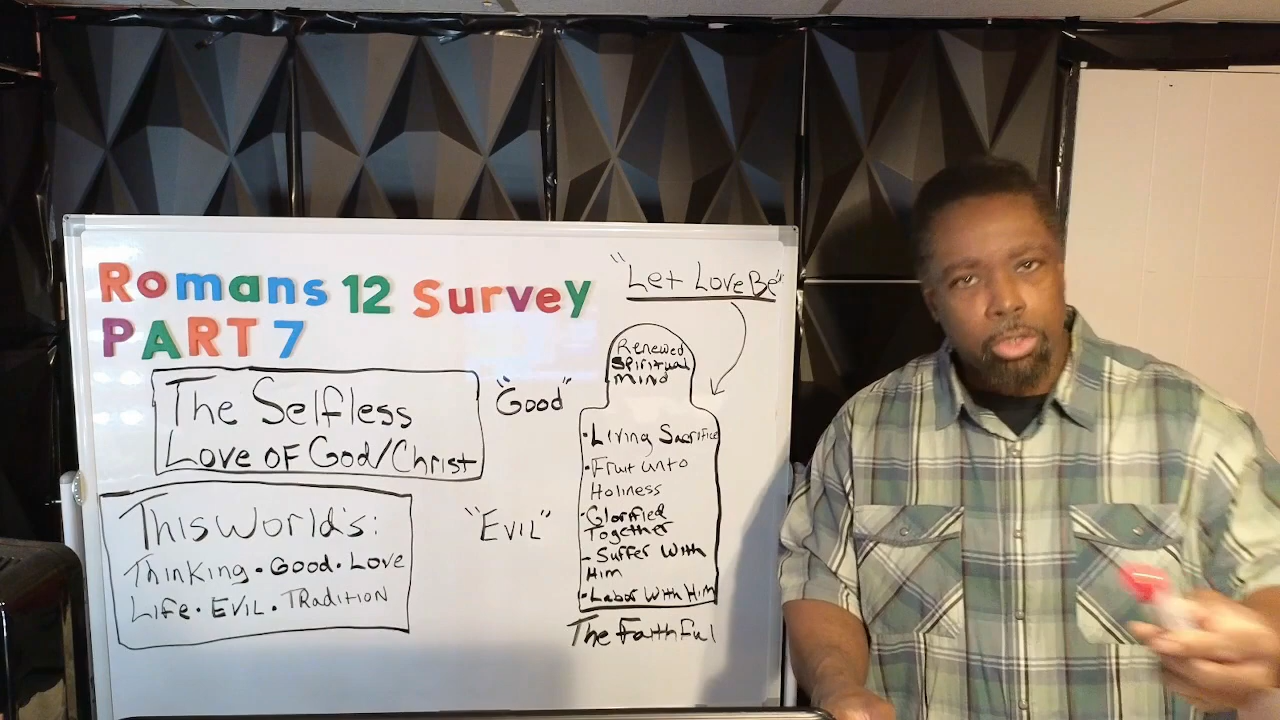 Romans 12 Survey
PART 7
"Let Love Be"
The Selfless
Love of God/Christ
"Good"
Renewed
Spiritual
Mind
• Living Sacrifice
• Fruit unto
Holiness
• Glorified
Together
- Suffer With
Him
• Labor With Him
The Faithful
This World's:
Thinking • Good • Love
Life • Evil • Tradition
"Evil"